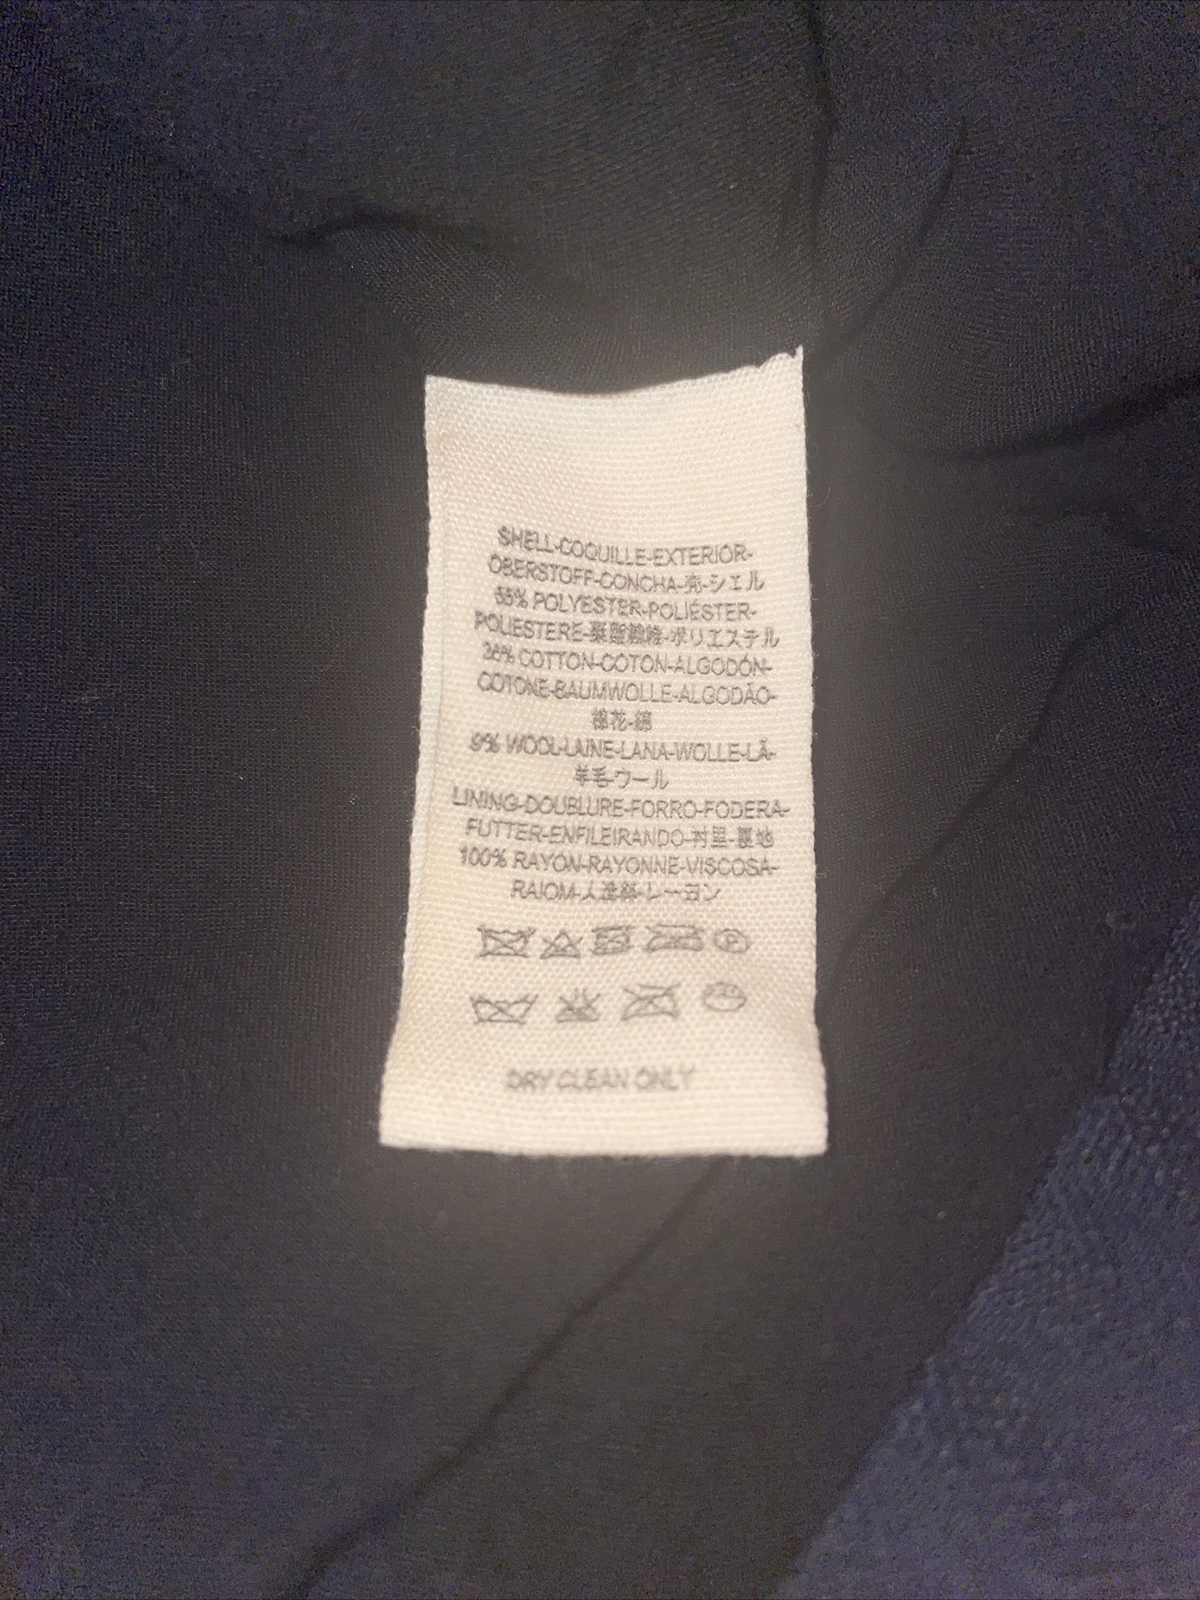 SHELL-COQUILLE-EXTERIOR-
OBERSTOFF-CONCHA-壳-シェル
55% POLYESTER-POLIÉSTER-
POLIESTERE-聚酯纖維-ポリエステル
36% COTTON-COTON-ALGODÓN-
COTONE-BAUMWOLLE-ALGODÃO-
棉花-綿
9% WOOL-LAINE-LANA-WOLLE-LÃ-
羊毛-ウール
LINING-DOUBLURE-FORRO-FODERA-
FUTTER-ENFILEIRANDO-衬里-裏地
100% RAYON-RAYONNE-VISCOSA-
RAIOM-人造絲-レーヨン
DRY CLEAN ONLY